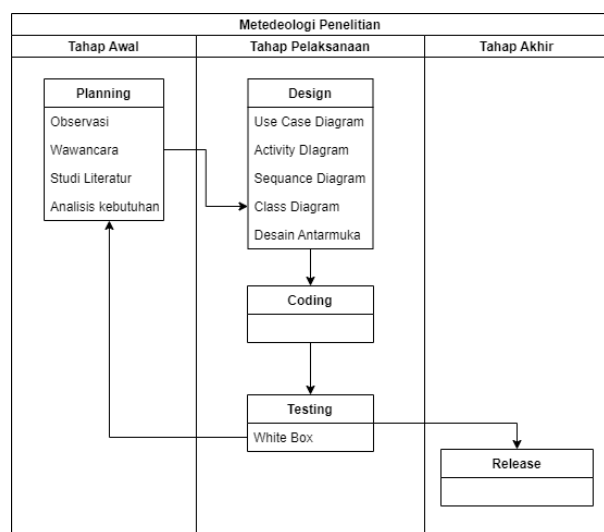 Metedeologi Penelitian
Tahap Awal
Tahap Pelaksanaan
Tahap Akhir
Planning
Observasi
Wawancara
Studi Literatur
Analisis kebutuhan
Design
Use Case Diagram
Activity DIagram
Sequance Diagram
Class Diagram
Desain Antarmuka
Coding
Testing
White Box
Release